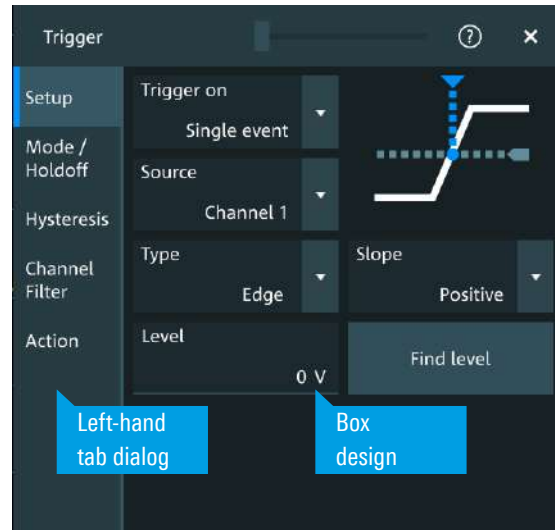 Trigger
?
×
Setup
Mode /
Holdoff
Hysteresis
Channel
Filter
Action
Trigger on
Single event
Source
Channel 1
Type
Edge
Slope
Positive
Level
0 V
Find level
Left-hand
tab dialog
Box
design